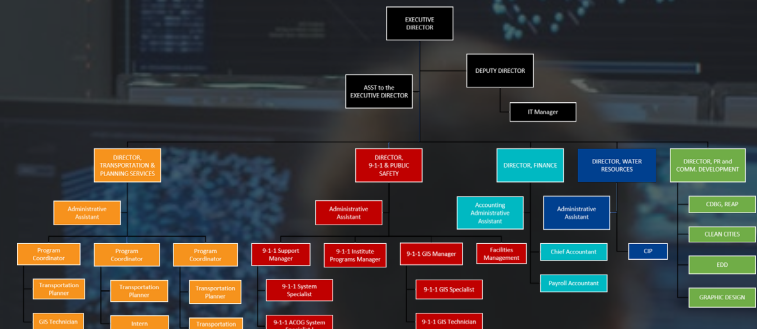 EXECUTIVE
DIRECTOR
DEPUTY DIRECTOR
ASST to the
EXECUTIVE DIRECTOR
IT Manager
DIRECTOR,
TRANSPORTATION &
PLANNING SERVICES
DIRECTOR,
9-1-1 & PUBIC
SAFETY
DIRECTOR, FINANCE
DIRECTOR, WATER
RESOURCES
DIRECTOR, PR and
COMM. DEVELOPMENT
Administrative
Assistant
Administrative
Assistant
Accounting
Administrative
Assistant
Administrative
Assistant
CDBG, REAP
CLEAN CITIES
EDD
GRAPHIC DESIGN
Program
Coordinator
Program
Coordinator
Program
Coordinator
9-1-1 Support
Manager
9-1-1 Institute
Programs Manager
9-1-1 GIS Manager
Facilities
Management
Chief Accountant
CIP
Transportation
Planner
Transportation
Planner
Transportation
Planner
9-1-1 System
Specialist
9-1-1 GIS Specialist
Payroll Accountant
GIS Technician
Intern
Transportation
9-1-1 ACOG System
9-1-1 GIS Technician